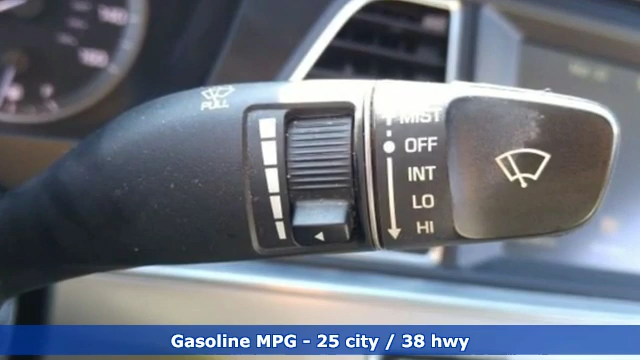 PULL
MIST
OFF
INT
LO
HI
Gasoline MPG - 25 city / 38 hwy